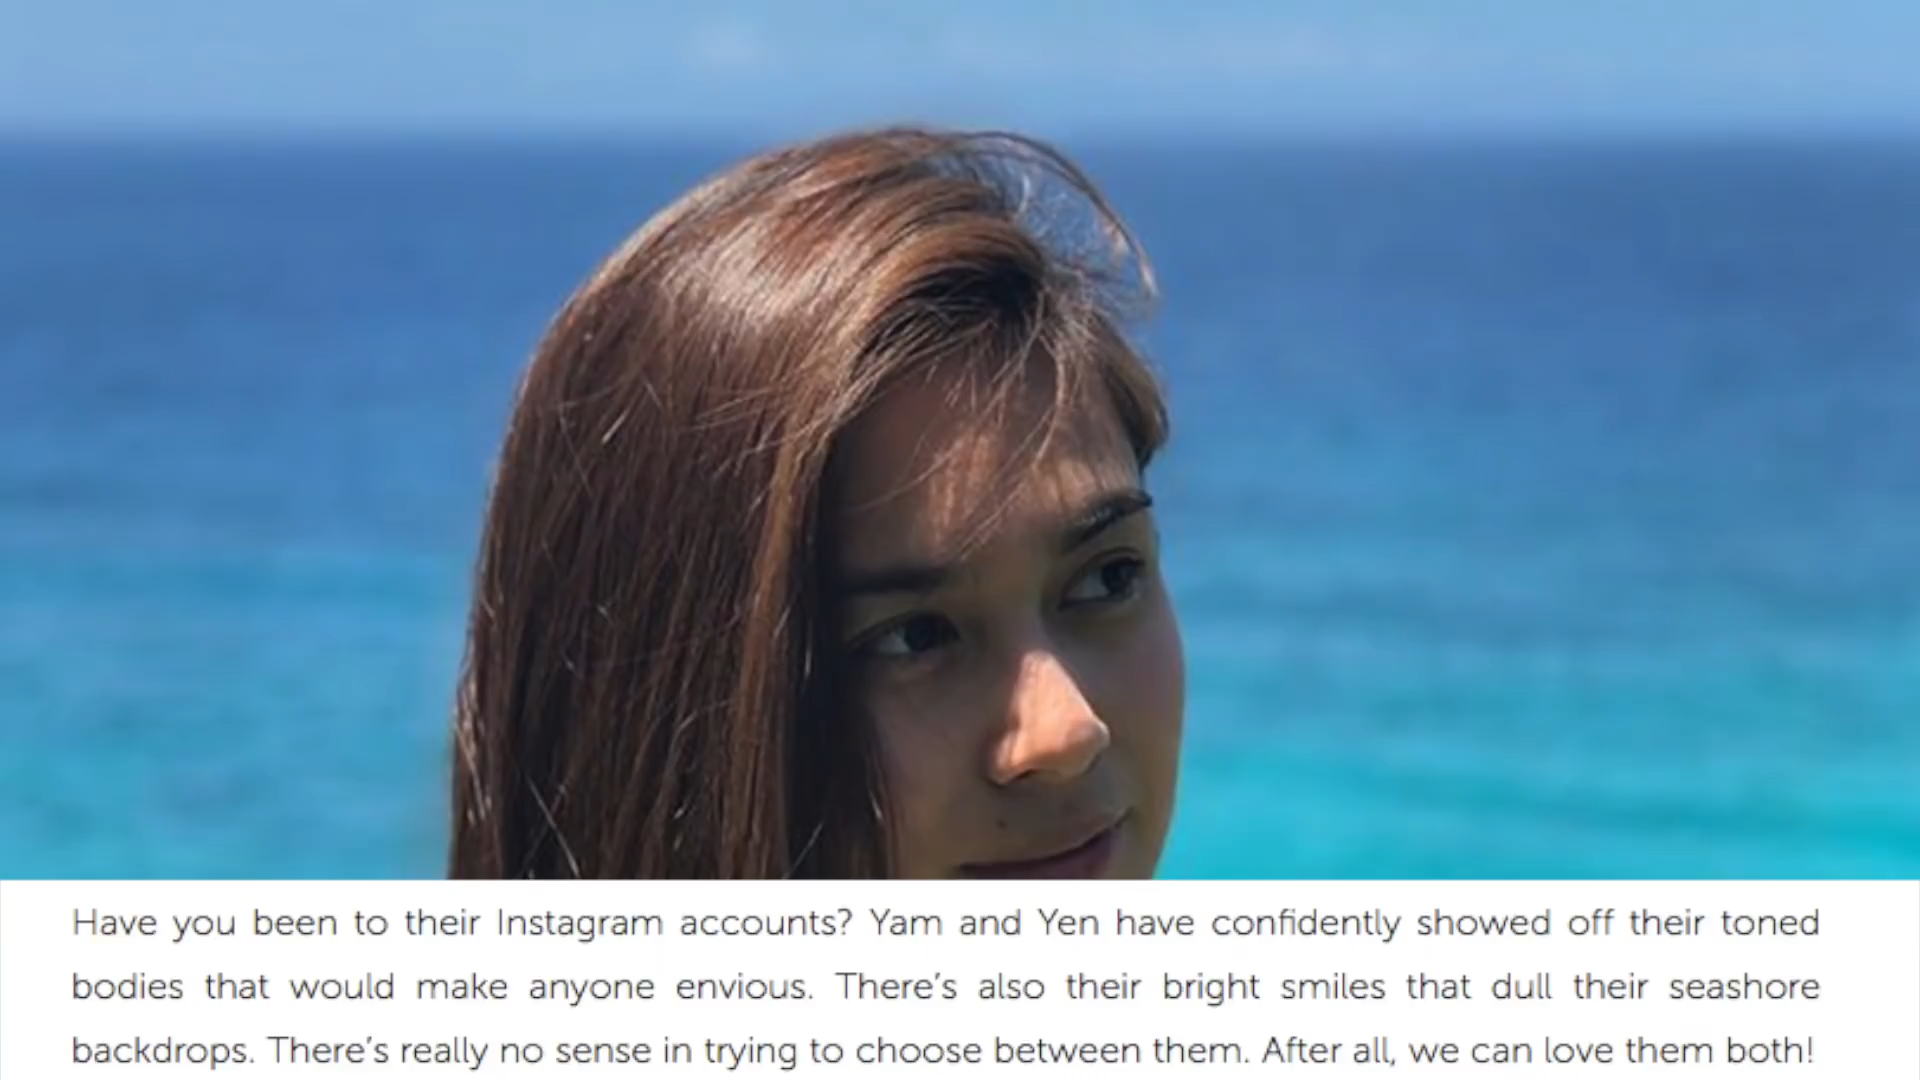 Have you been to their Instagram accounts? Yam and Yen have confidently showed off their toned
bodies that would make anyone envious. There’s also their bright smiles that dull their seashore
backdrops. There’s really no sense in trying to choose between them. After all, we can love them both!